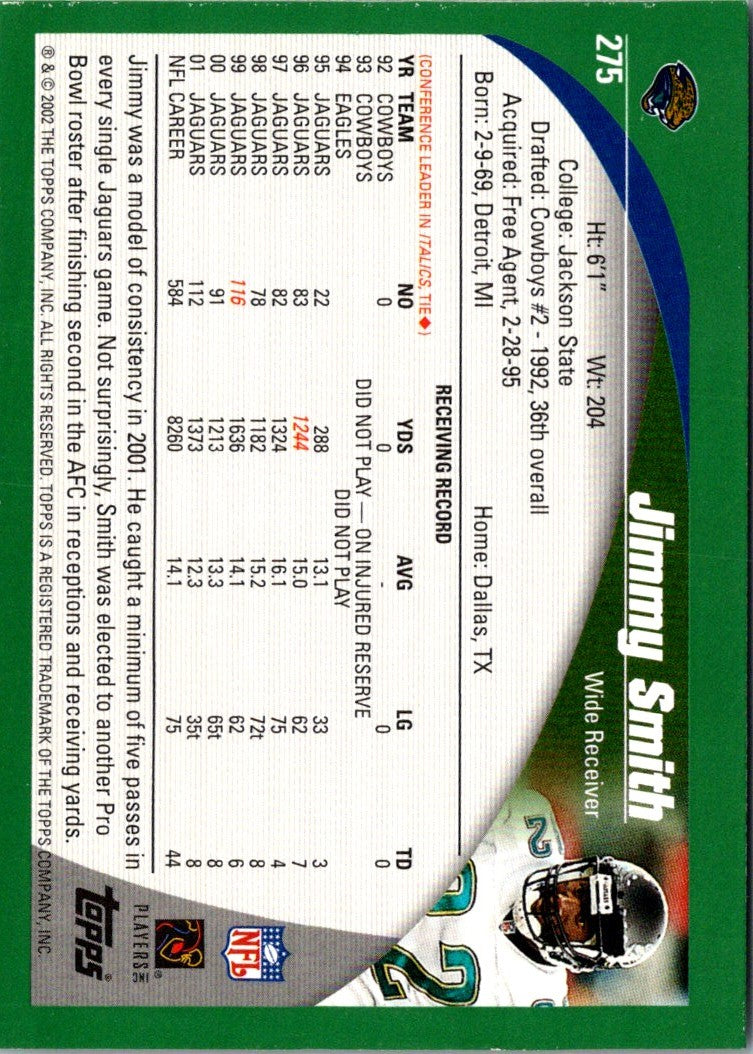 275
Jimmy Smith
Wide Receiver
Ht: 6'1" Wt: 204
College: Jackson State
Drafted: Cowboys #2 - 1992, 36th overall
Acquired: Free Agent, 2-28-95
Born: 2-9-69, Detroit, MI Home: Dallas, TX
RECEIVING RECORD
(CONFERENCE LEADER IN ITALICS, TIE◆)
YR TEAM NO YDS AVG LG TD
92 COWBOYS 0 0 - 0 0
93 COWBOYS DID NOT PLAY — ON INJURED RESERVE
94 EAGLES DID NOT PLAY
95 JAGUARS 22 288 13.1 33 3
96 JAGUARS 83 1244 15.0 62 7
97 JAGUARS 82 1324 16.1 75 4
98 JAGUARS 78 1182 15.2 72t 8
99 JAGUARS 116 1636 14.1 62 6
00 JAGUARS 91 1213 13.3 65t 8
01 JAGUARS 112 1373 12.3 35t 8
NFL CAREER 584 8260 14.1 75 44
Jimmy was a model of consistency in 2001. He caught a minimum of five passes in
every single Jaguars game. Not surprisingly, Smith was elected to another Pro
Bowl roster after finishing second in the AFC in receptions and receiving yards.
® & © 2002 THE TOPPS COMPANY, INC. ALL RIGHTS RESERVED. TOPPS IS A REGISTERED TRADEMARK OF THE TOPPS COMPANY, INC.
NFL
PLAYERS INC
topps®
2
82